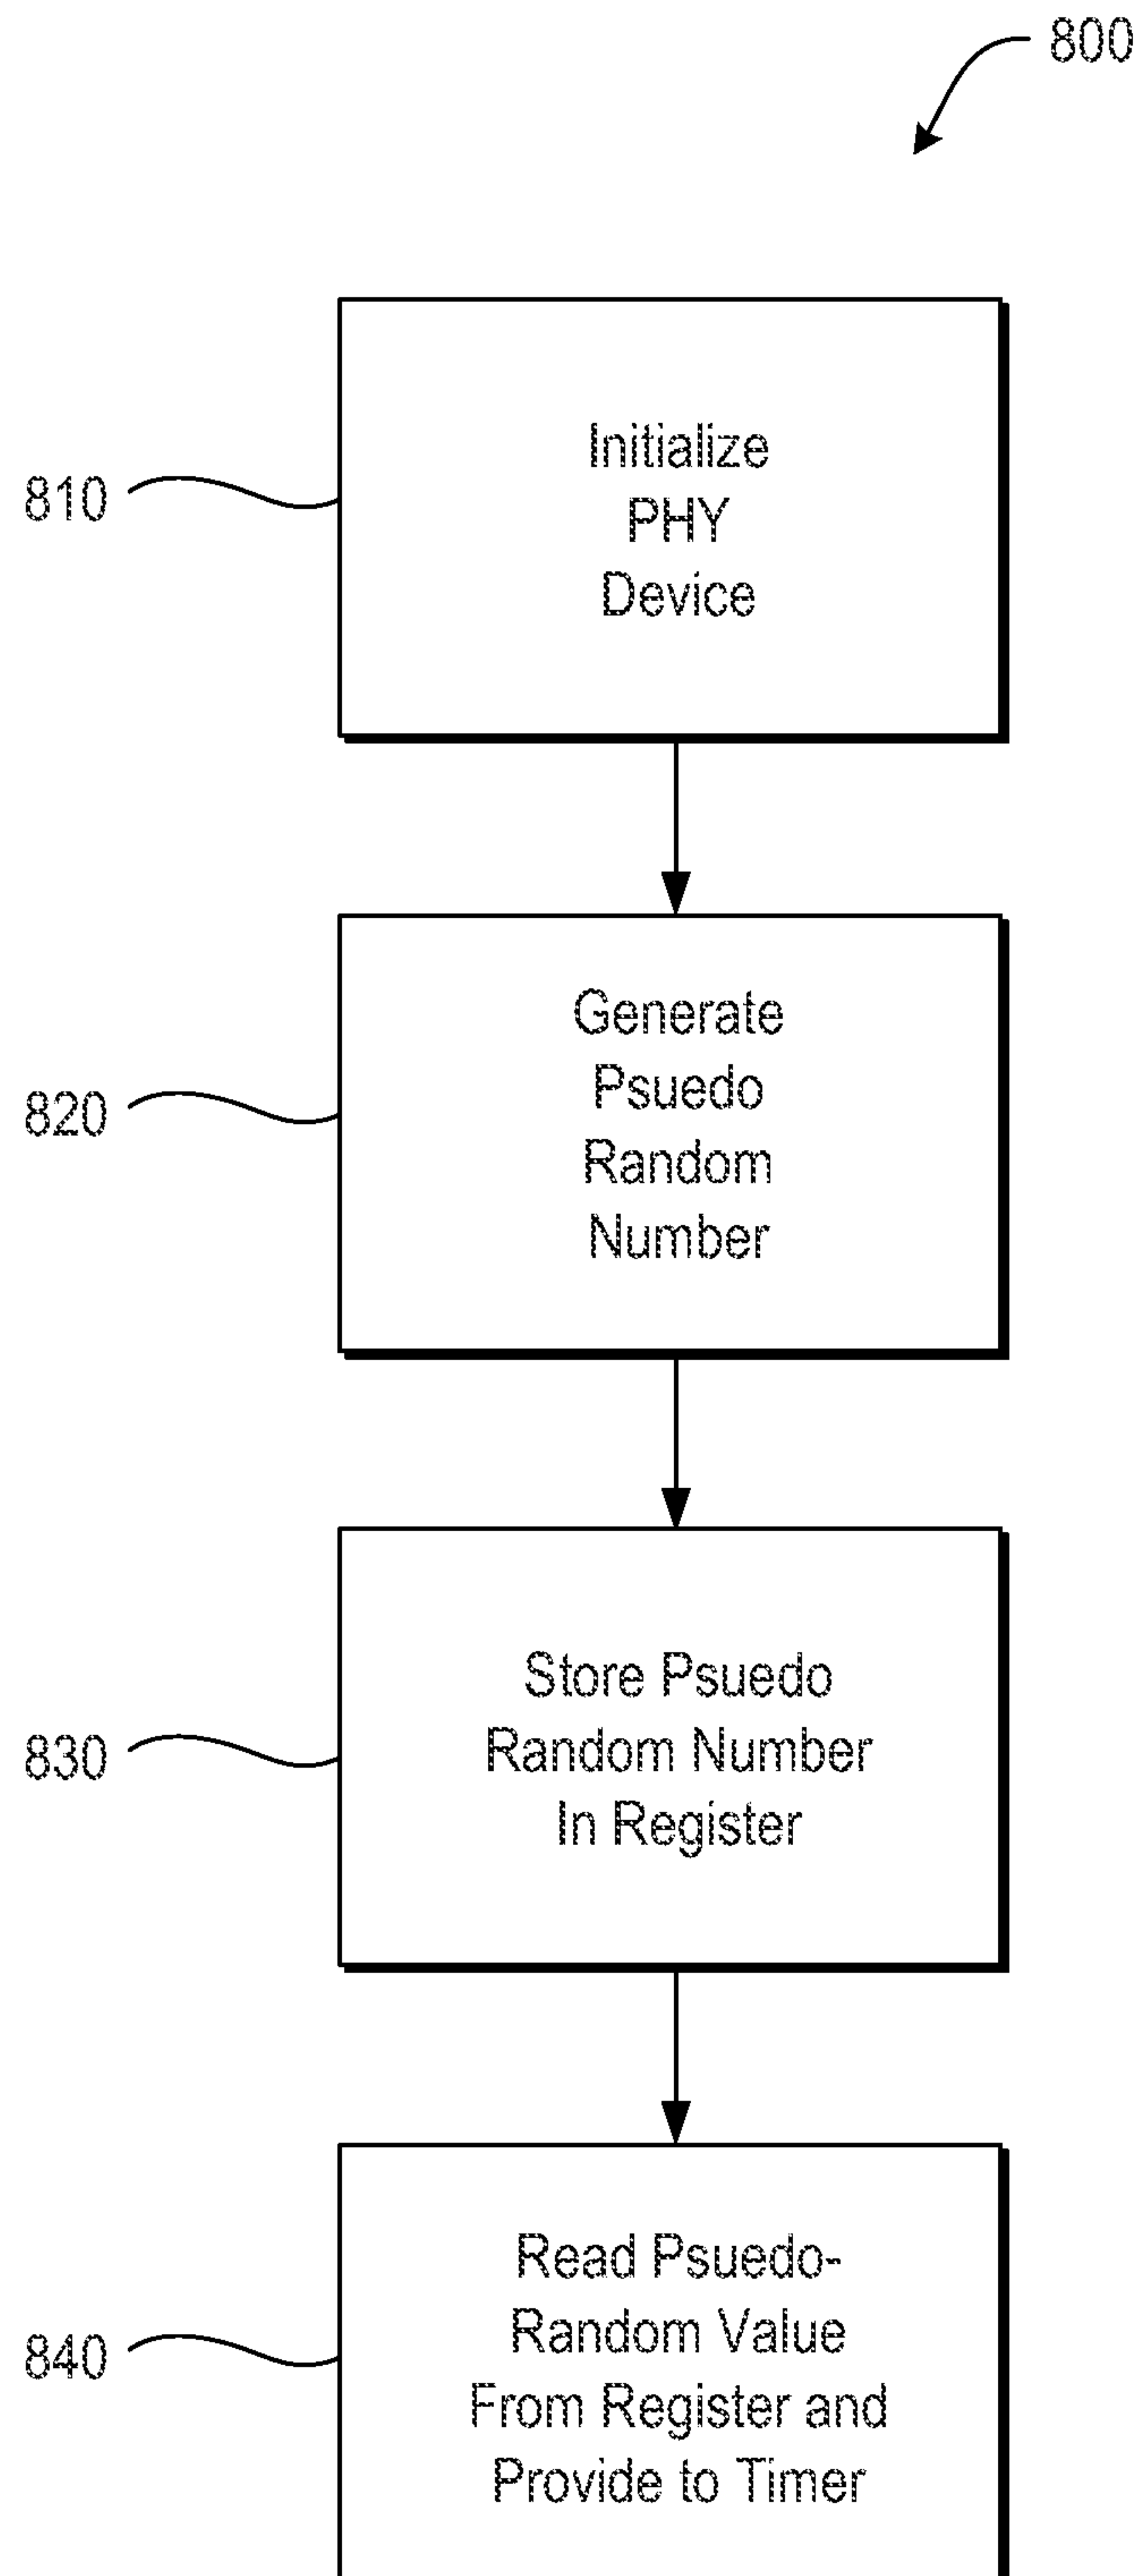 800
810
Initialize
PHY
Device
820
Generate
Psuedo
Random
Number
830
Store Psuedo
Random Number
In Register
840
Read Psuedo-
Random Value
From Register and
Provide to Timer